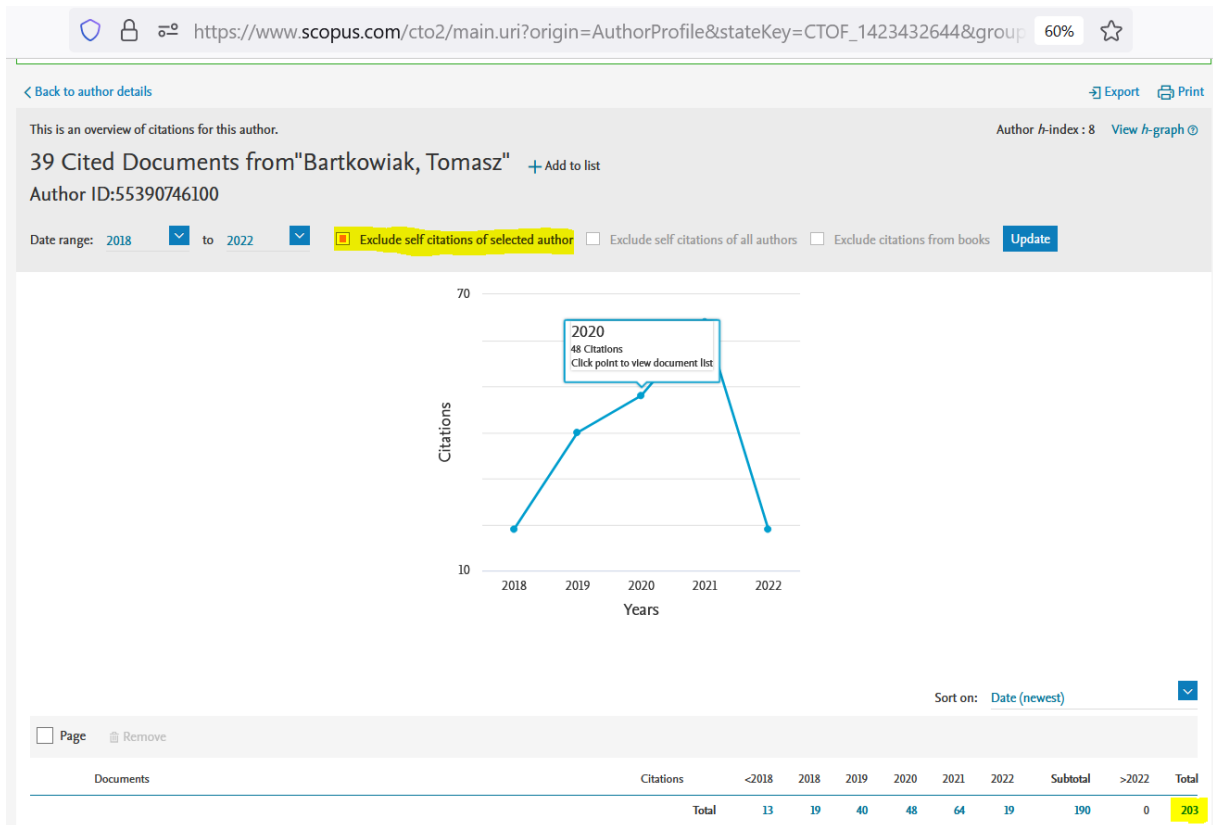 https://www.scopus.com/cto2/main.uri?origin=AuthorProfile&stateKey=CTOF_1423432644&group 60%
Back to author details Export Print
This is an overview of citations for this author. Author h-index : 8 View h-graph
39 Cited Documents from"Bartkowiak, Tomasz" + Add to list
Author ID:55390746100
Date range: 2018 to 2022 Exclude self citations of selected author Exclude self citations of all authors Exclude citations from books Update
70
2020
48 Citations
Click point to view document list
Citations
10
2018 2019 2020 2021 2022
Years
Sort on: Date (newest)
Page Remove
Documents Citations <2018 2018 2019 2020 2021 2022 Subtotal >2022 Total
Total 13 19 40 48 64 19 190 0 203